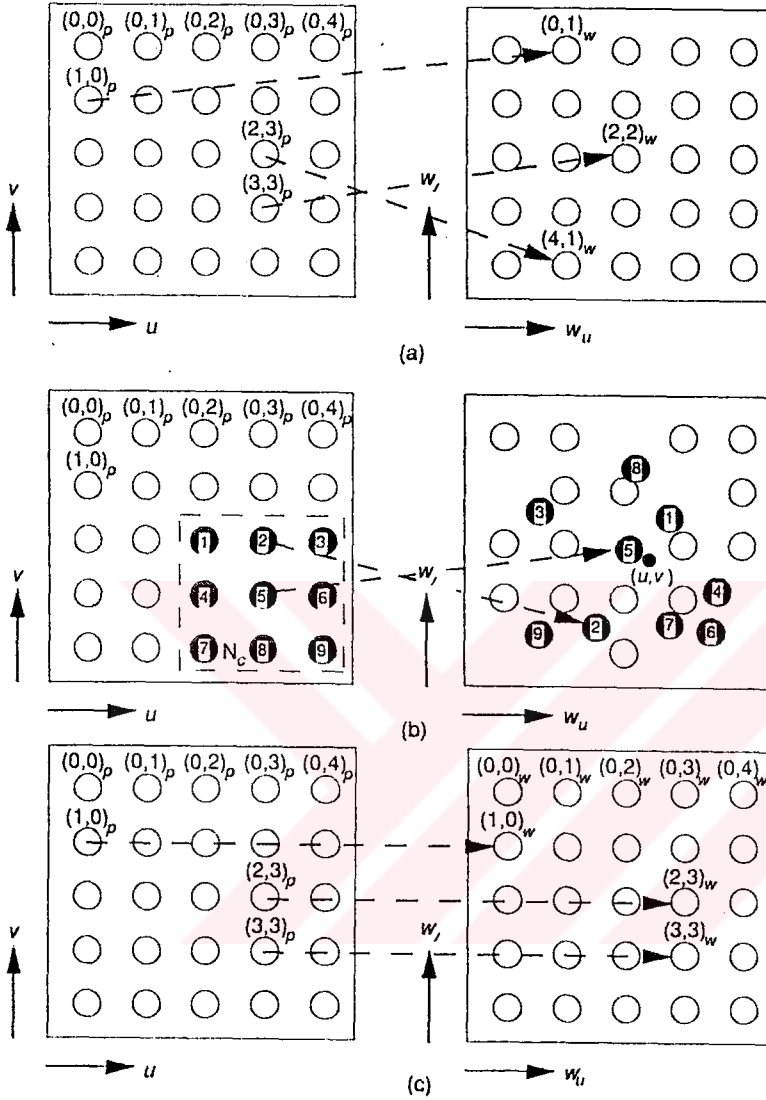 (0,0)p (0,1)p (0,2)p (0,3)p (0,4)p
(0,1)w
(1,0)p
(2,3)p
(2,2)w
(3,3)p
(4,1)w
v
w,
u
wu
(a)
(0,0)p (0,1)p (0,2)p (0,3)p (0,4)p
(1,0)p
1 2 3
4 5 6
7 Nc 8 9
8
3
1
5
(u,v)
4
2
7
6
9
v
w,
u
wu
(b)
(0,0)p (0,1)p (0,2)p (0,3)p (0,4)p
(0,0)w (0,1)w (0,2)w (0,3)w (0,4)w
(1,0)p
(1,0)w
(2,3)p
(2,3)w
(3,3)p
(3,3)w
v
w,
u
wu
(c)